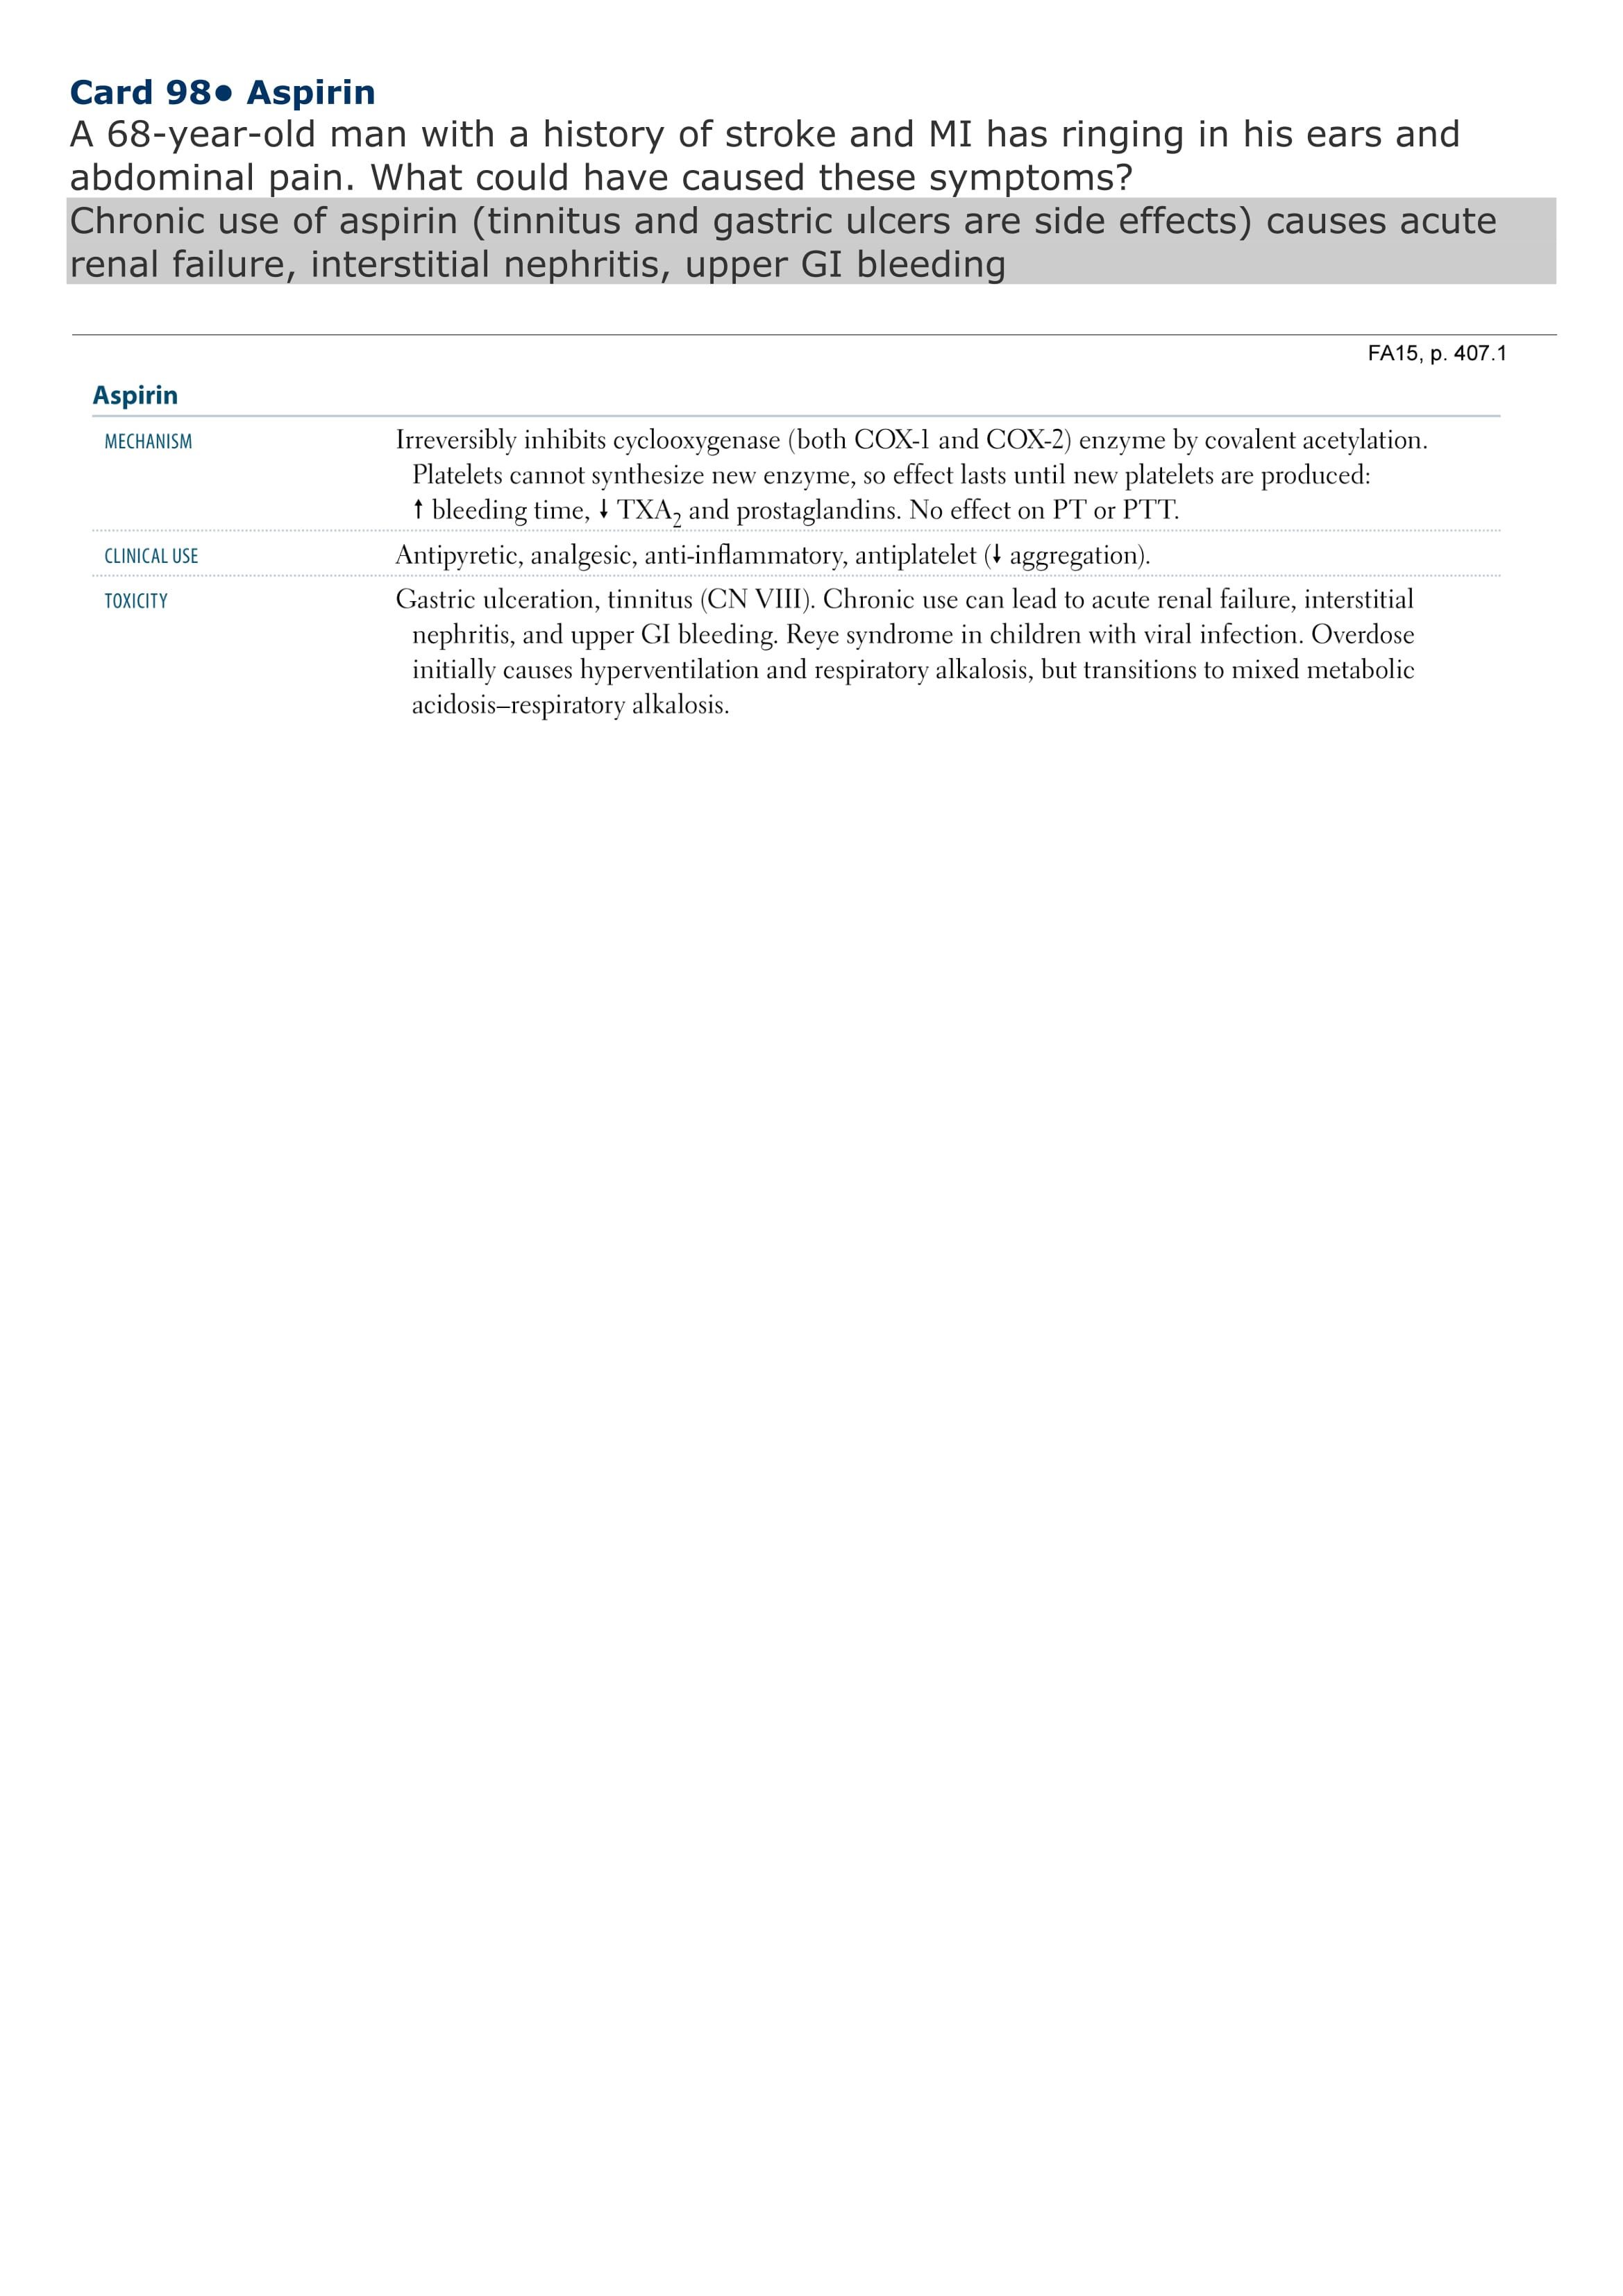 Card 98● Aspirin
A 68-year-old man with a history of stroke and MI has ringing in his ears and
abdominal pain. What could have caused these symptoms?
Chronic use of aspirin (tinnitus and gastric ulcers are side effects) causes acute
renal failure, interstitial nephritis, upper GI bleeding
FA15, p. 407.1
Aspirin
MECHANISM Irreversibly inhibits cyclooxygenase (both COX-1 and COX-2) enzyme by covalent acetylation.
Platelets cannot synthesize new enzyme, so effect lasts until new platelets are produced:
↑ bleeding time, ↓ TXA₂ and prostaglandins. No effect on PT or PTT.
CLINICAL USE Antipyretic, analgesic, anti-inflammatory, antiplatelet (↓ aggregation).
TOXICITY Gastric ulceration, tinnitus (CN VIII). Chronic use can lead to acute renal failure, interstitial
nephritis, and upper GI bleeding. Reye syndrome in children with viral infection. Overdose
initially causes hyperventilation and respiratory alkalosis, but transitions to mixed metabolic
acidosis–respiratory alkalosis.